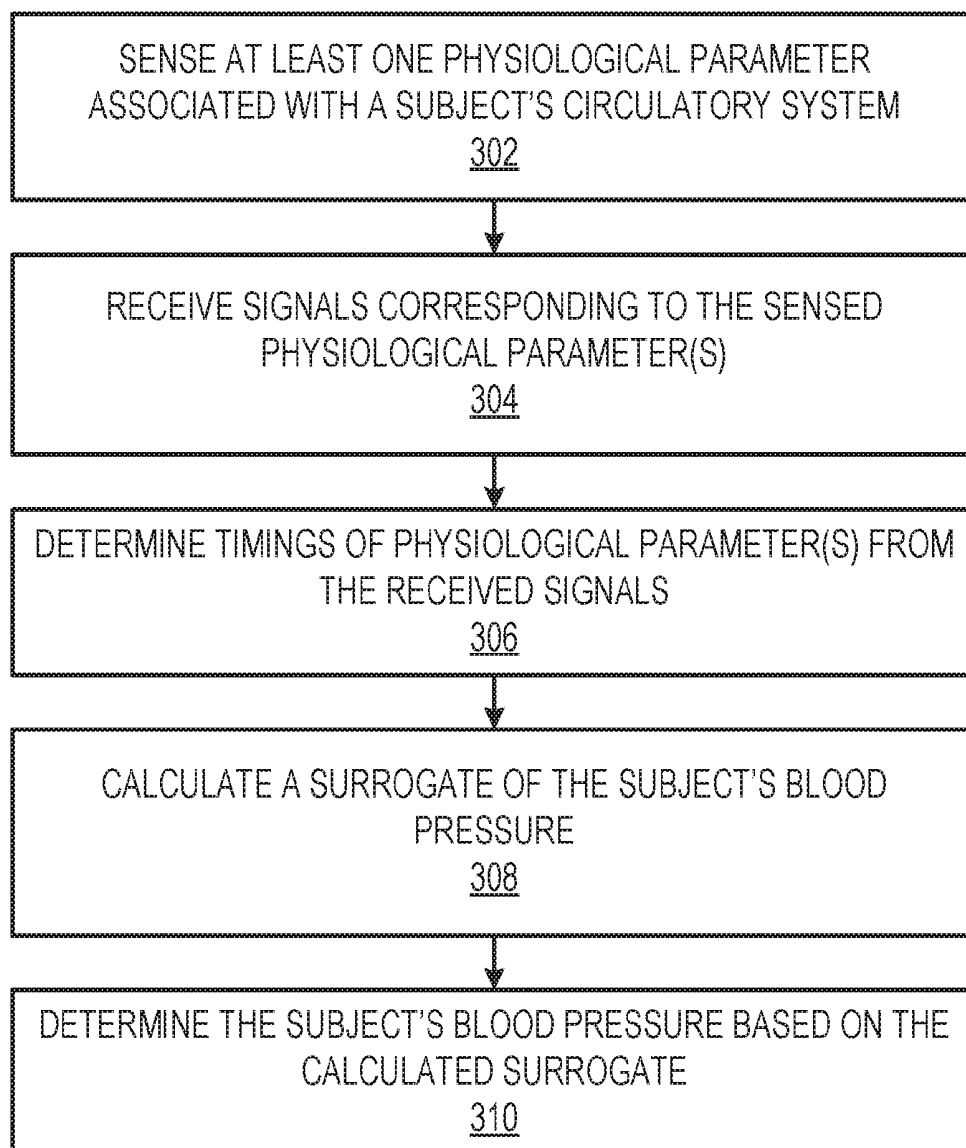 SENSE AT LEAST ONE PHYSIOLOGICAL PARAMETER
ASSOCIATED WITH A SUBJECT'S CIRCULATORY SYSTEM
302
RECEIVE SIGNALS CORRESPONDING TO THE SENSED
PHYSIOLOGICAL PARAMETER(S)
304
DETERMINE TIMINGS OF PHYSIOLOGICAL PARAMETER(S) FROM
THE RECEIVED SIGNALS
306
CALCULATE A SURROGATE OF THE SUBJECT'S BLOOD
PRESSURE
308
DETERMINE THE SUBJECT'S BLOOD PRESSURE BASED ON THE
CALCULATED SURROGATE
310